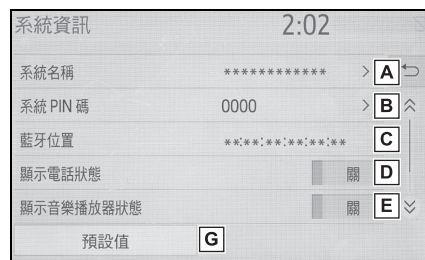 系統資訊 2:02
系統名稱 ************ > A
系統 PIN 碼 0000 > B
藍牙位置 **:**:**:**:**:** C
顯示電話狀態 關 D
顯示音樂播放器狀態 關 E
預設值 G